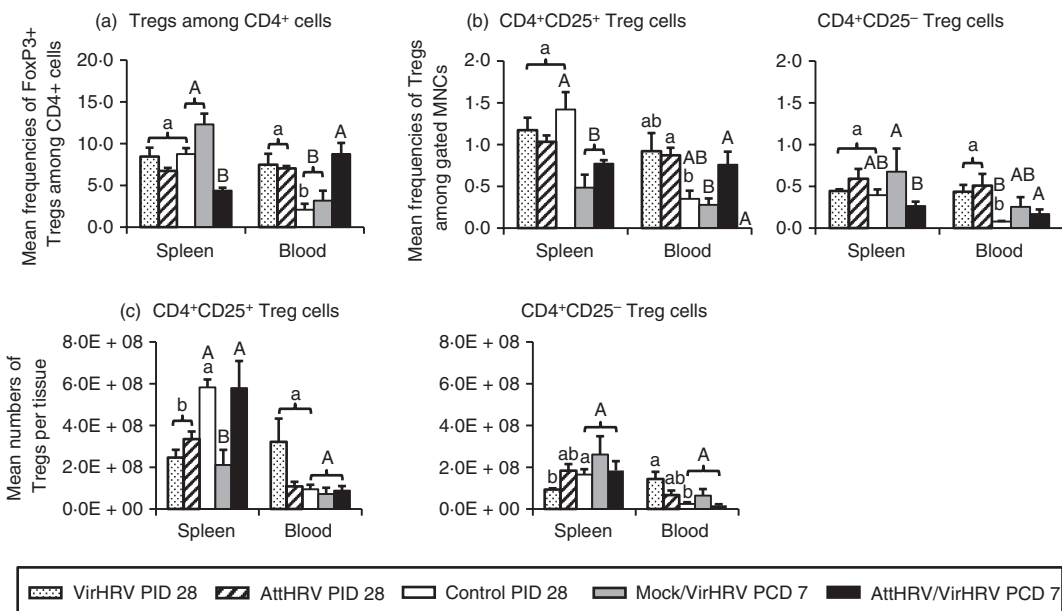 (a) Tregs among CD4+ cells
Mean frequencies of FoxP3+
Tregs among CD4+ cells
20·0
15·0
10·0
5·0
0·0
a
A
B
a
b
B
A
Spleen
Blood
(b) CD4+CD25+ Treg cells
Mean frequencies of Tregs
among gated MNCs
2·0
1·5
1·0
0·5
0·0
a
A
B
ab
a
AB
b
B
A
A
Spleen
Blood
CD4+CD25− Treg cells
2·0
1·5
1·0
0·5
0·0
a
AB
A
B
a
B
b
AB
A
Spleen
Blood
(c) CD4+CD25+ Treg cells
Mean numbers of
Tregs per tissue
8·0E + 08
6·0E + 08
4·0E + 08
2·0E + 08
0·0E + 00
b
A
a
B
A
a
A
Spleen
Blood
CD4+CD25− Treg cells
8·0E + 08
6·0E + 08
4·0E + 08
2·0E + 08
0·0E + 00
b
ab
a
A
a
ab
b
A
Spleen
Blood
VirHRV PID 28 AttHRV PID 28 Control PID 28 Mock/VirHRV PCD 7 AttHRV/VirHRV PCD 7